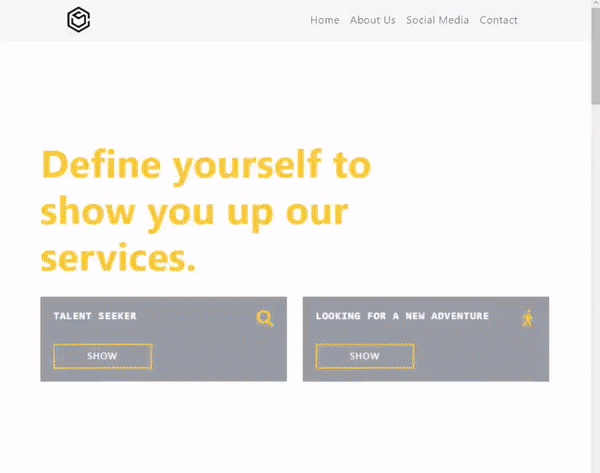 Home About Us Social Media Contact
Define yourself to
show you up our
services.
TALENT SEEKER
SHOW
LOOKING FOR A NEW ADVENTURE
SHOW